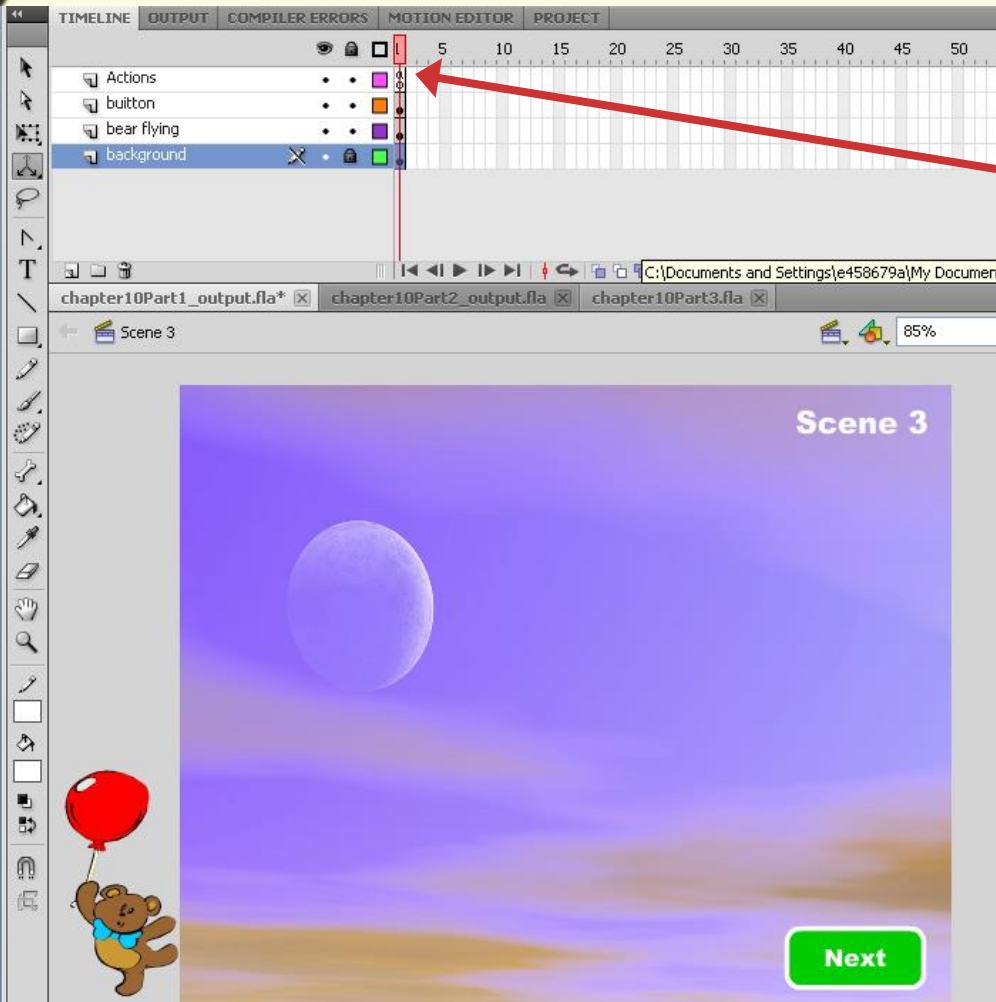 TIMELINE OUTPUT COMPILER ERRORS MOTION EDITOR PROJECT
5 10 15 20 25 30 35 40 45 50
Actions
buitton
bear flying
background
C:\Documents and Settings\e458679a\My Documen
chapter10Part1_output.fla* chapter10Part2_output.fla chapter10Part3.fla
Scene 3 85%
Scene 3
Next